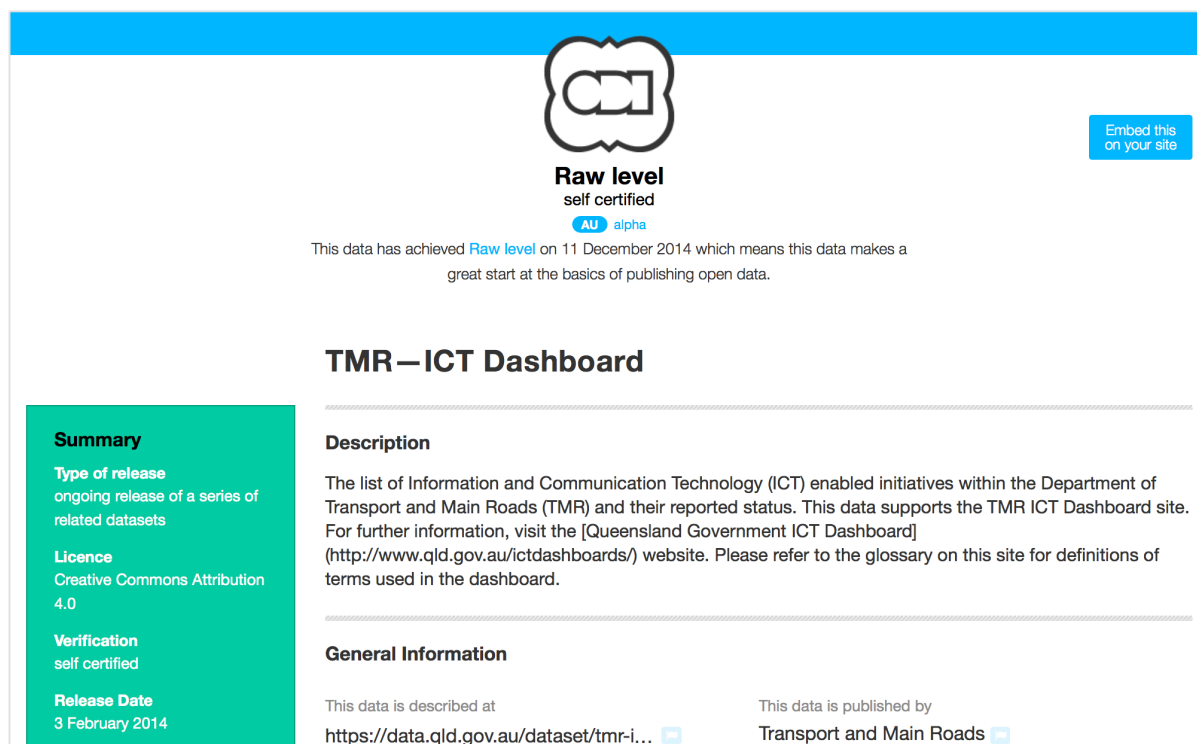 ODI
Embed this
on your site
Raw level
self certified
AU alpha
This data has achieved Raw level on 11 December 2014 which means this data makes a
great start at the basics of publishing open data.
TMR—ICT Dashboard
Summary
Type of release
ongoing release of a series of
related datasets
Licence
Creative Commons Attribution
4.0
Verification
self certified
Release Date
3 February 2014
Description
The list of Information and Communication Technology (ICT) enabled initiatives within the Department of
Transport and Main Roads (TMR) and their reported status. This data supports the TMR ICT Dashboard site.
For further information, visit the [Queensland Government ICT Dashboard]
(http://www.qld.gov.au/ictdashboards/) website. Please refer to the glossary on this site for definitions of
terms used in the dashboard.
General Information
This data is described at
https://data.qld.gov.au/dataset/tmr-i...
This data is published by
Transport and Main Roads